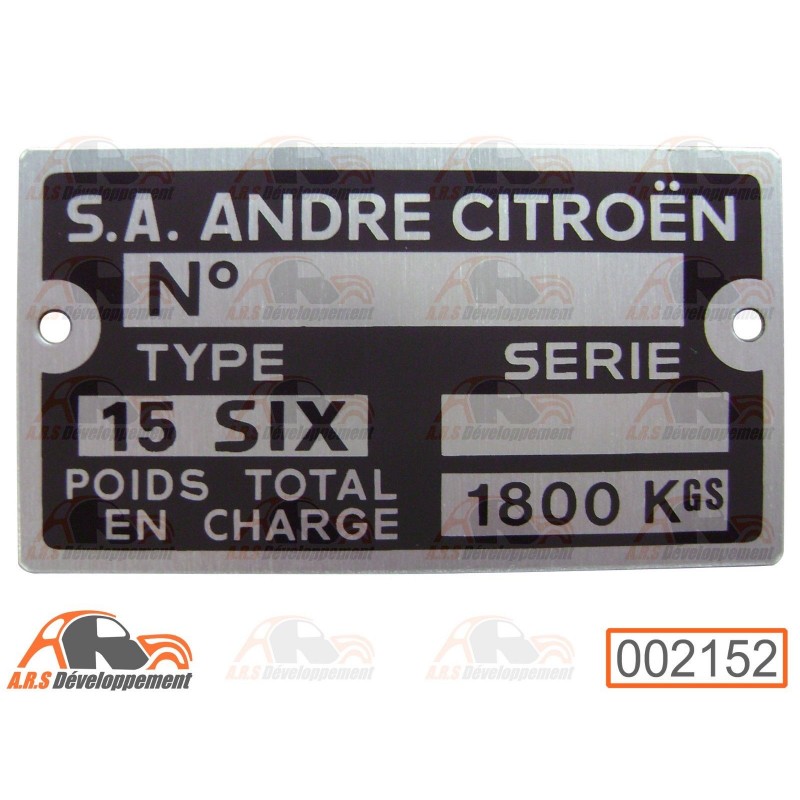 S.A. ANDRE CITROËN
N°
TYPE SERIE
15 SIX
POIDS TOTAL
EN CHARGE
1800 KGS
A.R.S Développement
002152